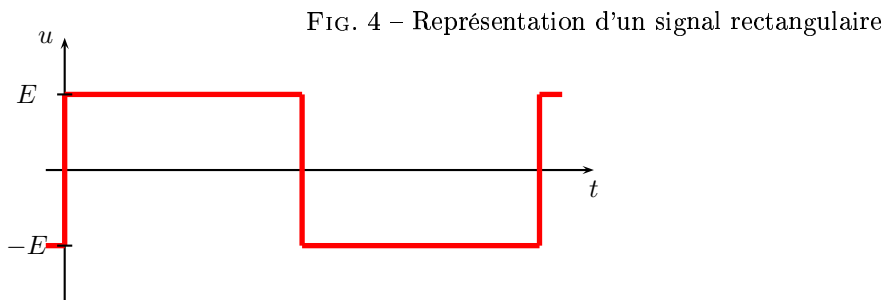 FIG. 4 – Représentation d'un signal rectangulaire
u
E
t
−E